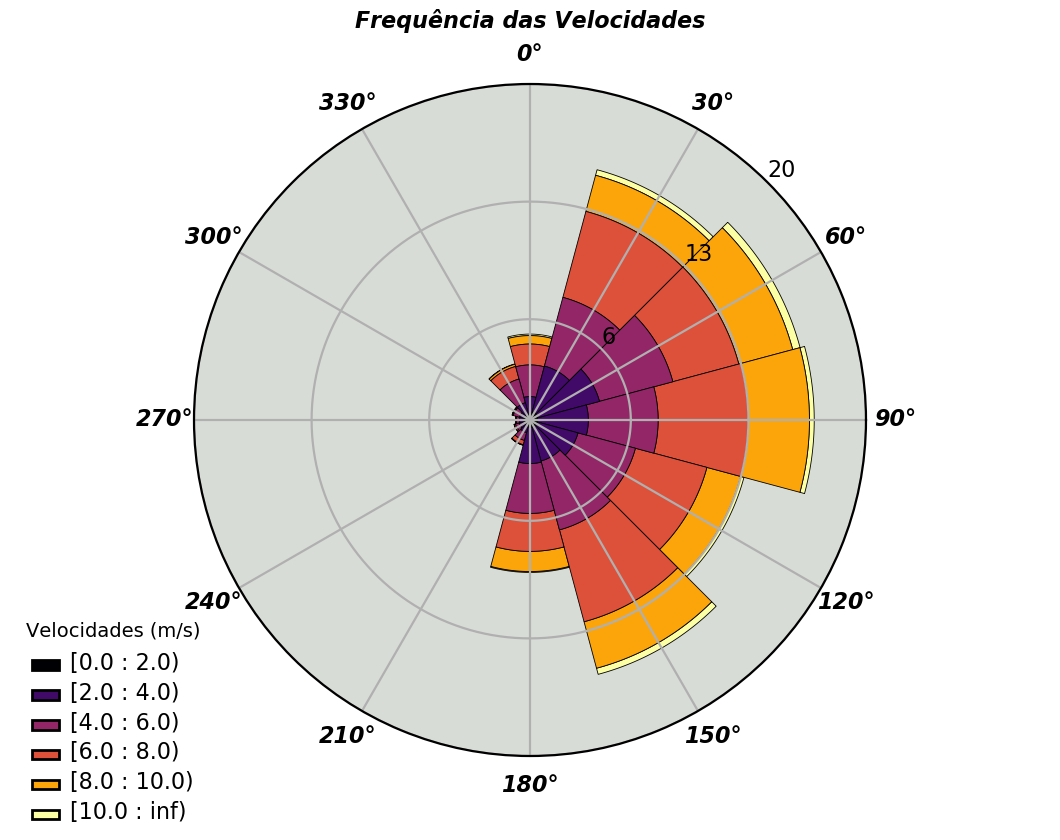 Frequência das Velocidades
0°
330°
30°
20
300°
60°
13
6
270°
90°
240°
120°
Velocidades (m/s)
[0.0 : 2.0)
[2.0 : 4.0)
[4.0 : 6.0)
210°
150°
[6.0 : 8.0)
180°
[8.0 : 10.0)
[10.0 : inf)